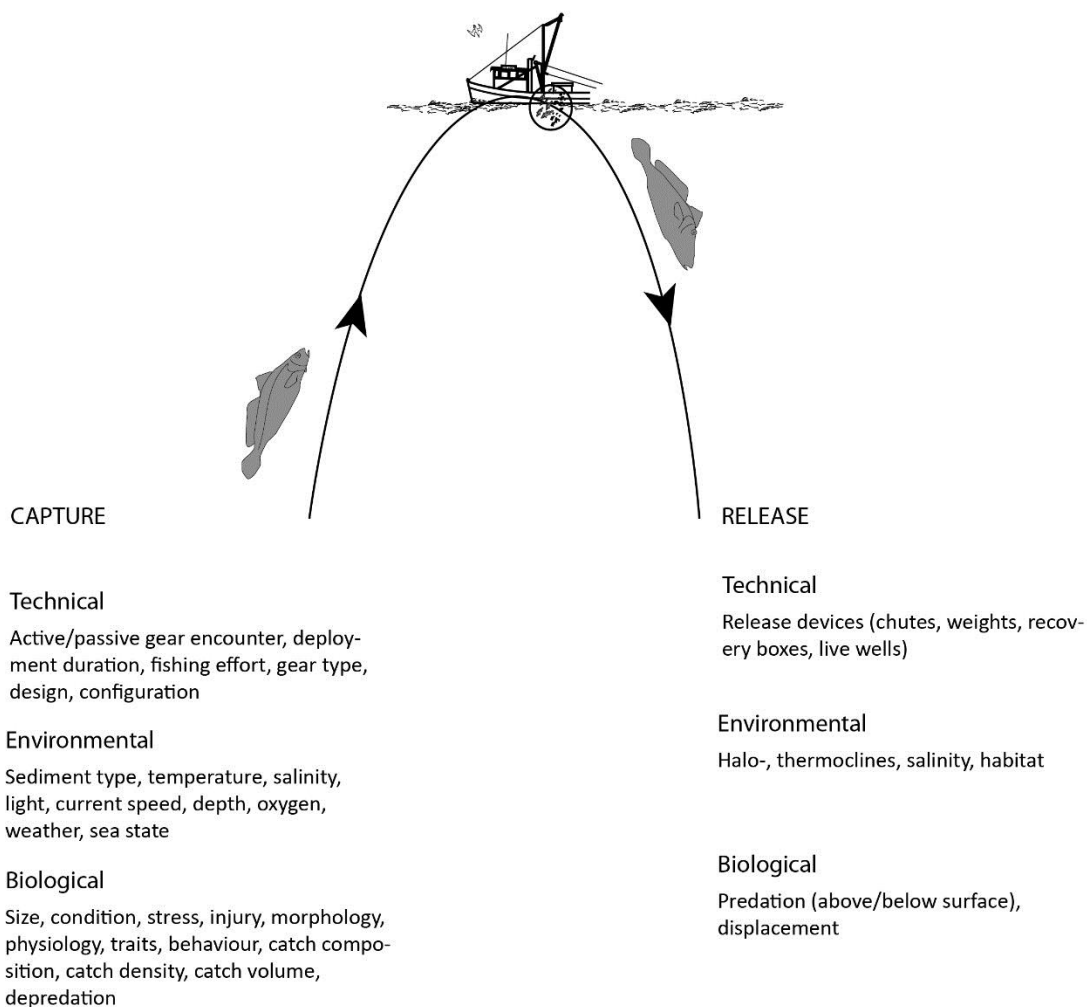 CAPTURE
Technical
Active/passive gear encounter, deploy-
ment duration, fishing effort, gear type,
design, configuration
Environmental
Sediment type, temperature, salinity,
light, current speed, depth, oxygen,
weather, sea state
Biological
Size, condition, stress, injury, morphology,
physiology, traits, behaviour, catch compo-
sition, catch density, catch volume,
depredation
RELEASE
Technical
Release devices (chutes, weights, recov-
ery boxes, live wells)
Environmental
Halo-, thermoclines, salinity, habitat
Biological
Predation (above/below surface),
displacement